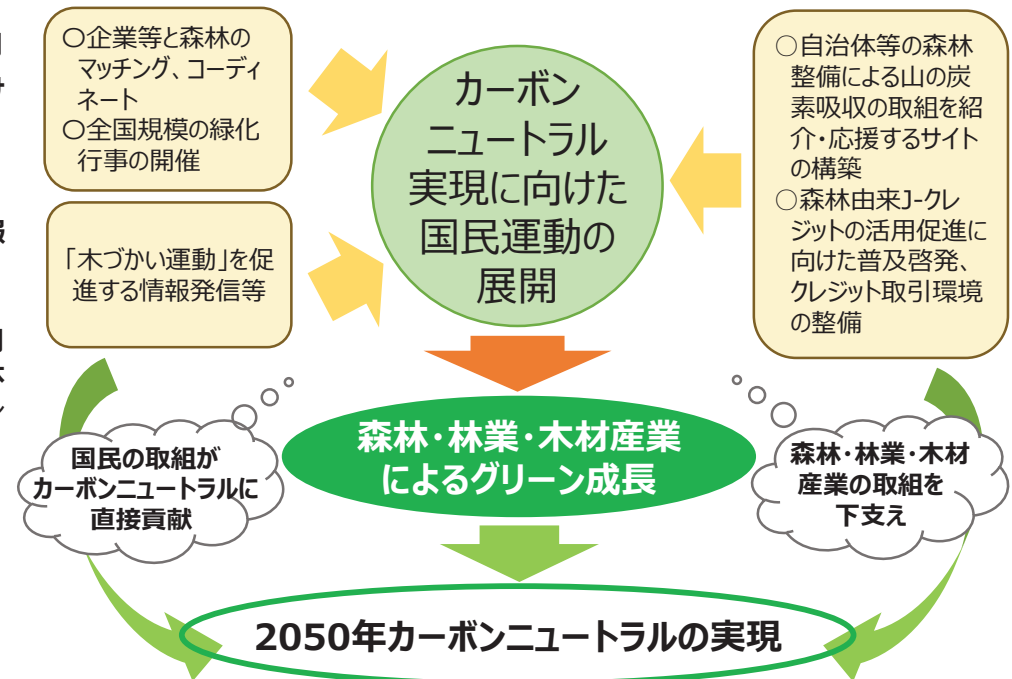 〇企業等と森林の
マッチング、コーディ
ネート
〇全国規模の緑化
行事の開催
「木づかい運動」を促
進する情報発信等
カーボン
ニュートラル
実現に向けた
国民運動の
展開
○自治体等の森林
整備による山の炭
素吸収の取組を紹
介・応援するサイト
の構築
○森林由来J-クレ
ジットの活用促進に
向けた普及啓発、
クレジット取引環境
の整備
国民の取組が
カーボンニュートラルに
直接貢献
森林・林業・木材産業
によるグリーン成長
森林・林業・木材
産業の取組を
下支え
2050年カーボンニュートラルの実現